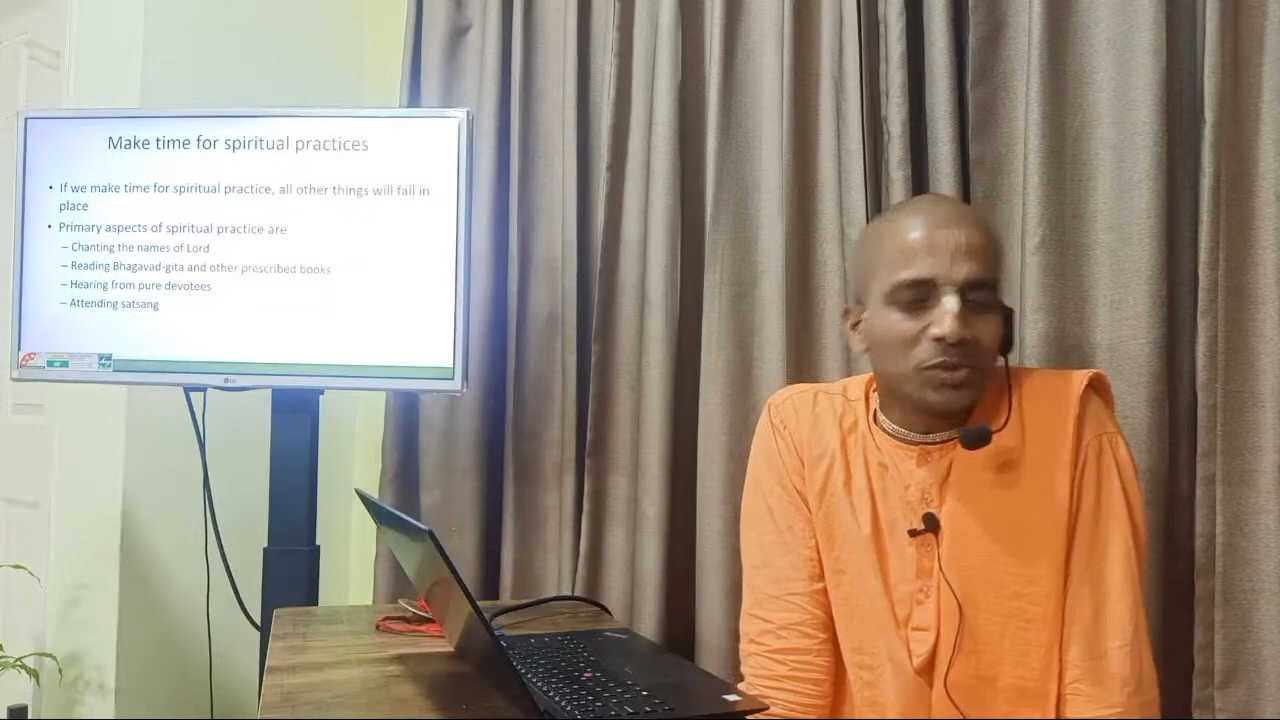 Make time for spiritual practices
• If we make time for spiritual practice, all other things will fall in
place
• Primary aspects of spiritual practice are
– Chanting the names of Lord
– Reading Bhagavad-gita and other prescribed books
– Hearing from pure devotees
– Attending satsang
LG